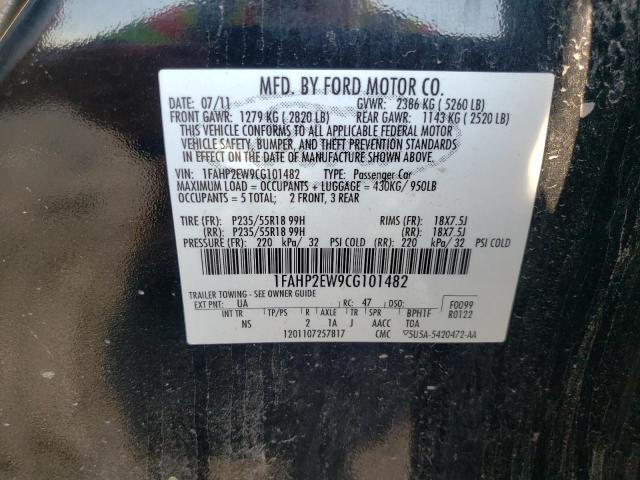 MFD. BY FORD MOTOR CO.
DATE: 07/11 GVWR: 2386 KG ( 5260 LB)
FRONT GAWR: 1279 KG ( 2820 LB) REAR GAWR: 1143 KG ( 2520 LB)
THIS VEHICLE CONFORMS TO ALL APPLICABLE FEDERAL MOTOR
VEHICLE SAFETY, BUMPER, AND THEFT PREVENTION STANDARDS
IN EFFECT ON THE DATE OF MANUFACTURE SHOWN ABOVE.
VIN: 1FAHP2EW9CG101482 TYPE: Passenger Car
MAXIMUM LOAD = OCCUPANTS + LUGGAGE = 430KG / 950LB
OCCUPANTS = 5 TOTAL; 2 FRONT, 3 REAR
TIRE (FR): P235/55R18 99H RIMS (FR): 18X7.5J
(RR): P235/55R18 99H (RR): 18X7.5J
PRESSURE (FR): 220 kPa/ 32 PSI COLD (RR): 220 kPa/ 32 PSI COLD
1FAHP2EW9CG101482
TRAILER TOWING - SEE OWNERS GUIDE
EXT PNT: UA RC: 47 DSO: F0099
INT TR TP/PS R AXLE TR SPR BPHTF R0122
NS 2 1A J AACC TOA
1201107257817 CMC 5U5A-5420472-AA